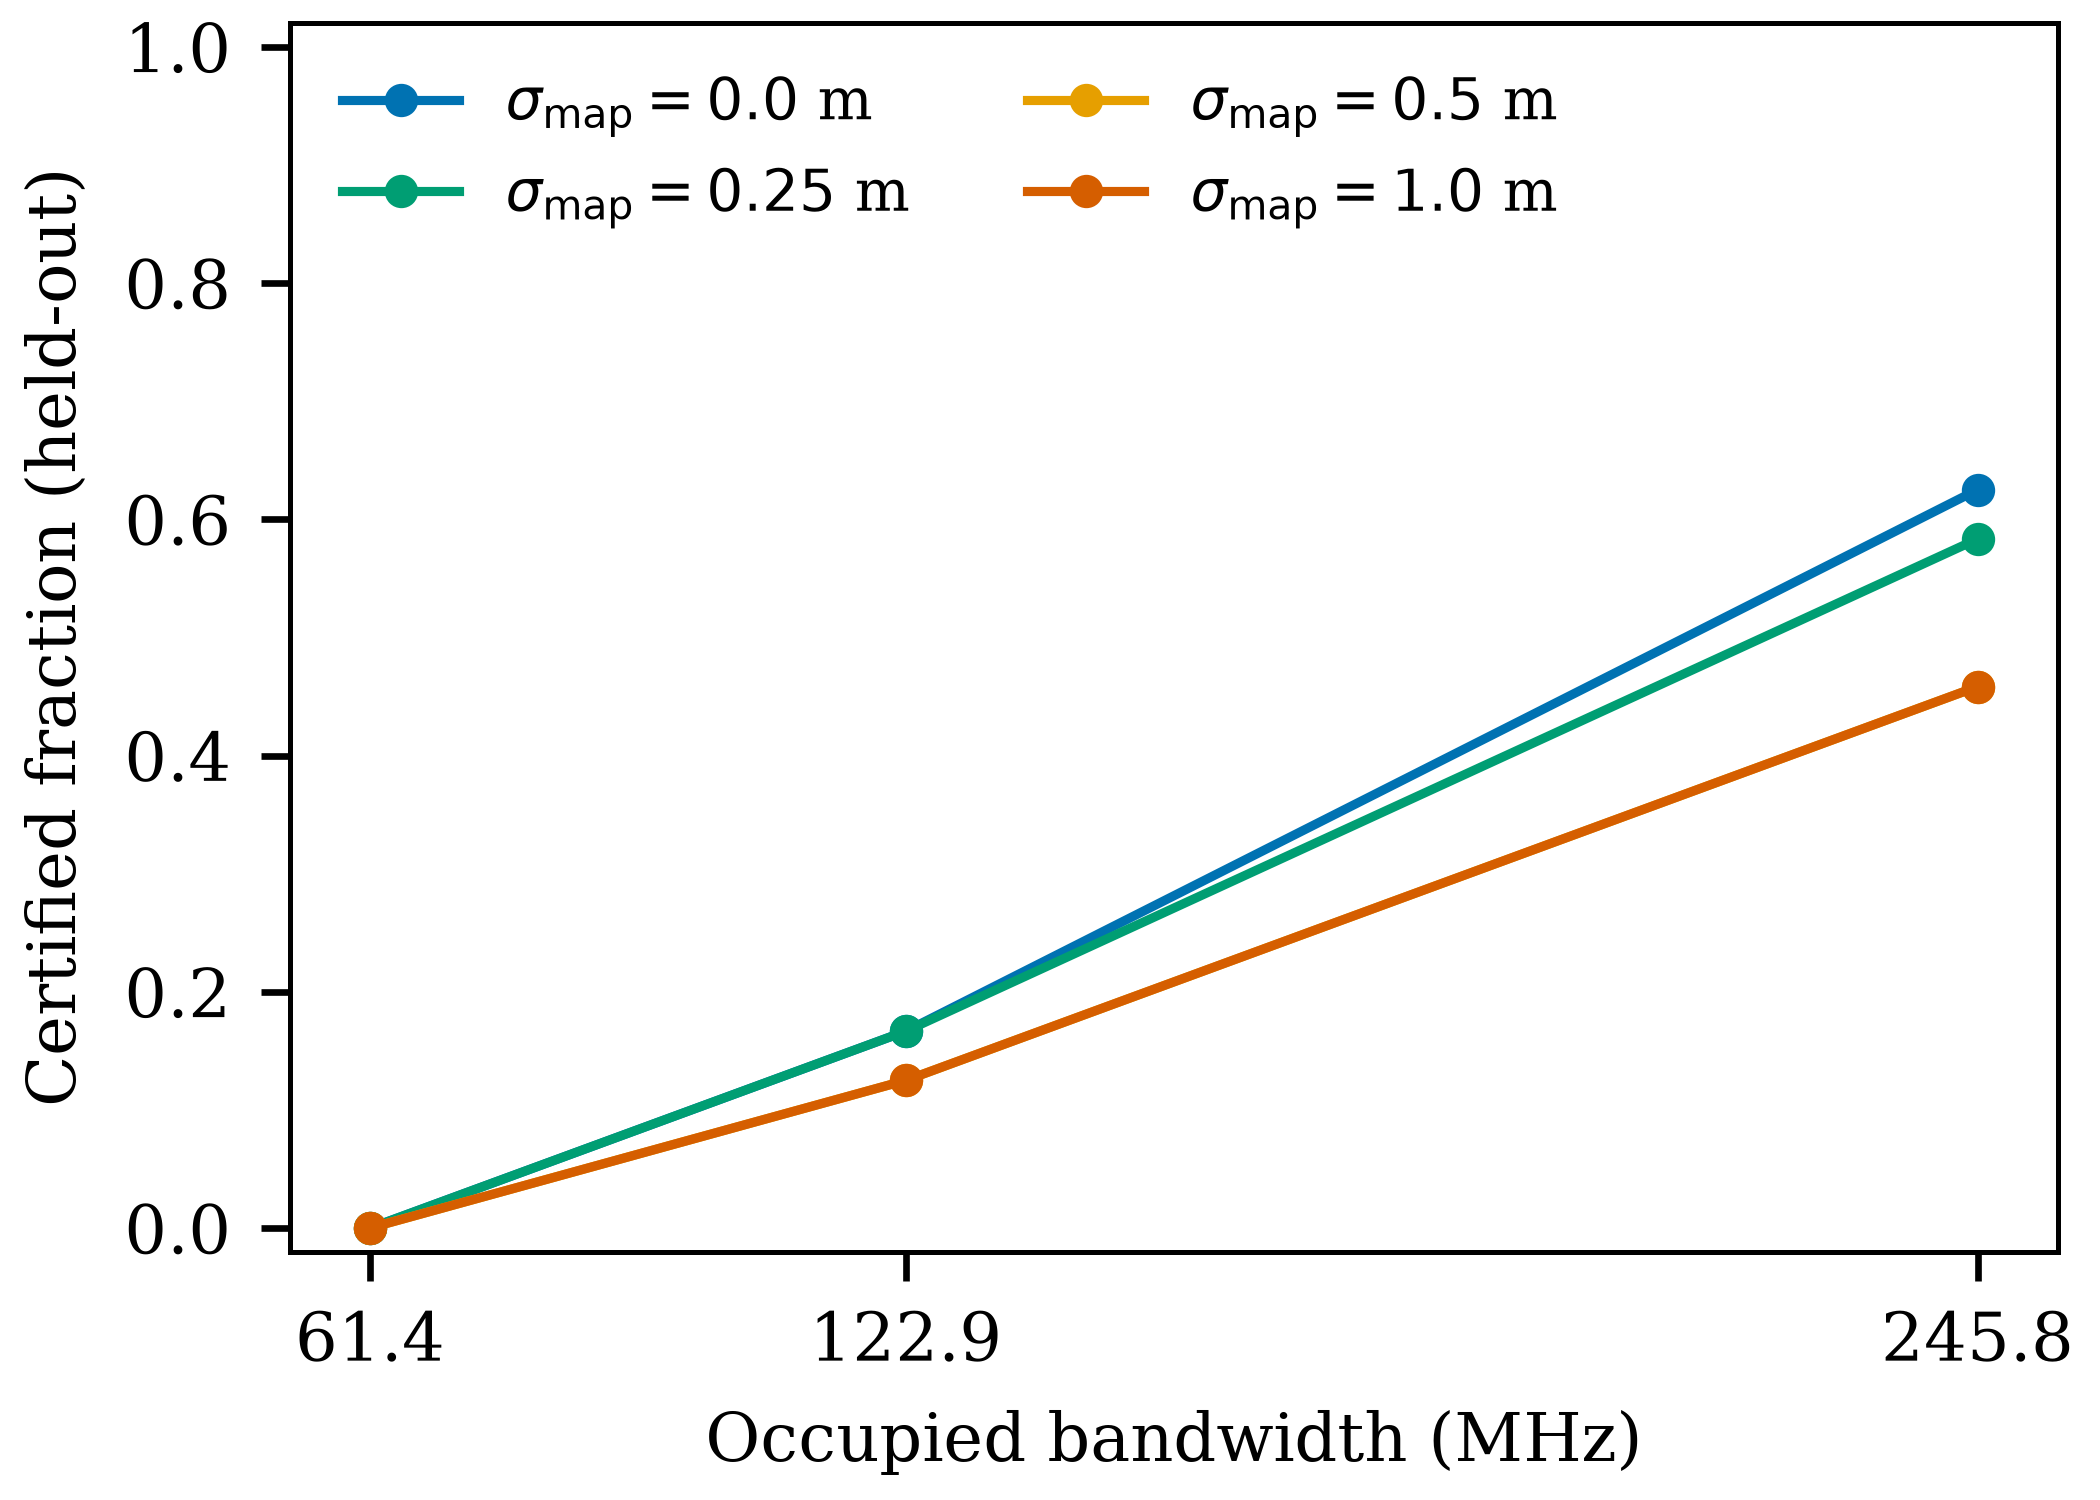 1.0
0.8
0.6
0.4
0.2
0.0
Certified fraction (held-out)
σmap = 0.0 m
σmap = 0.25 m
σmap = 0.5 m
σmap = 1.0 m
61.4
122.9
245.8
Occupied bandwidth (MHz)